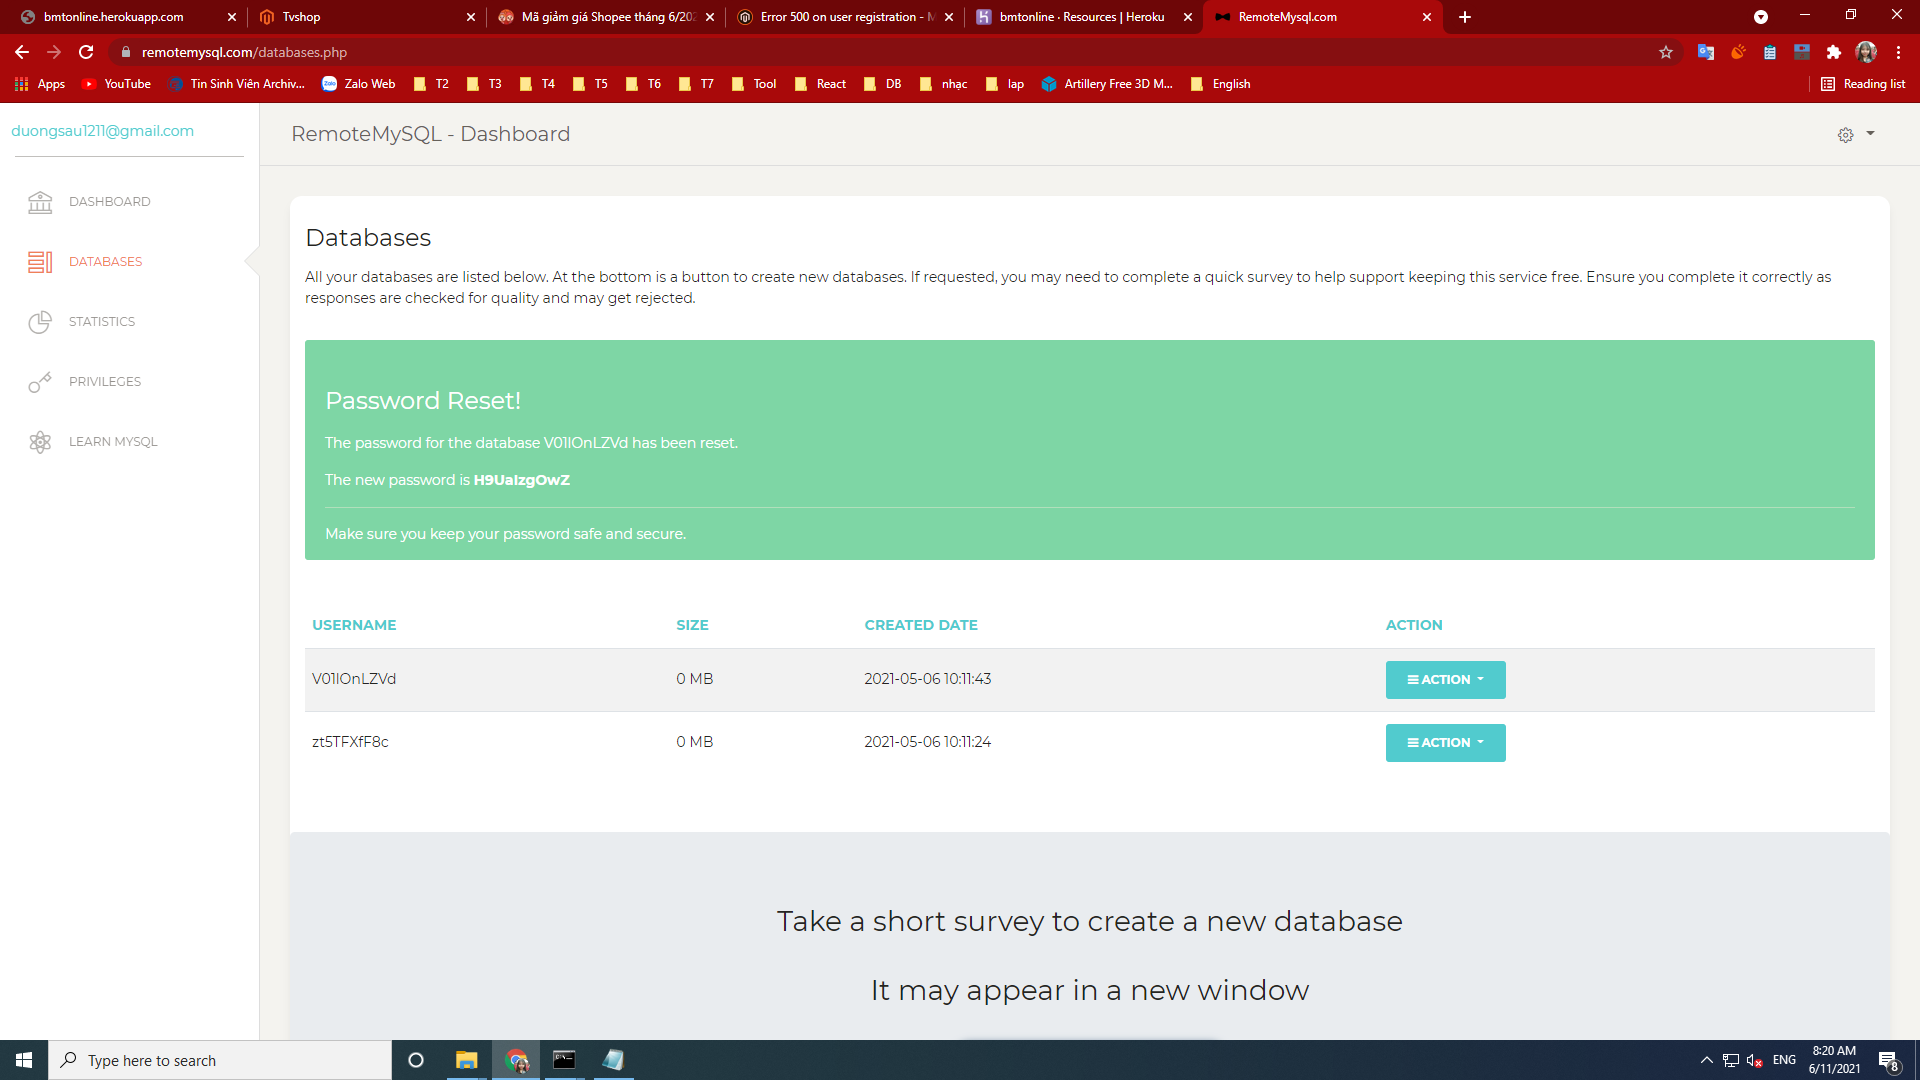 bmtonline.herokuapp.com
Tvshop
Mã giảm giá Shopee tháng 6/202
Error 500 on user registration - M
bmtonline · Resources | Heroku
RemoteMysql.com
remotemysql.com/databases.php
Apps
YouTube
Tin Sinh Viên Archiv...
Zalo Web
T2
T3
T4
T5
T6
T7
Tool
React
DB
nhạc
lap
Artillery Free 3D M...
English
Reading list
duongsau1211@gmail.com
RemoteMySQL - Dashboard
DASHBOARD
DATABASES
STATISTICS
PRIVILEGES
LEARN MYSQL
Databases
All your databases are listed below. At the bottom is a button to create new databases. If requested, you may need to complete a quick survey to help support keeping this service free. Ensure you complete it correctly as
responses are checked for quality and may get rejected.
Password Reset!
The password for the database V01lOnLZVd has been reset.
The new password is H9UaIzgOwZ
Make sure you keep your password safe and secure.
USERNAME SIZE CREATED DATE ACTION
V01lOnLZVd 0 MB 2021-05-06 10:11:43 ACTION
zt5TFXfF8c 0 MB 2021-05-06 10:11:24 ACTION
Take a short survey to create a new database
It may appear in a new window
Type here to search
ENG
8:20 AM
6/11/2021
8